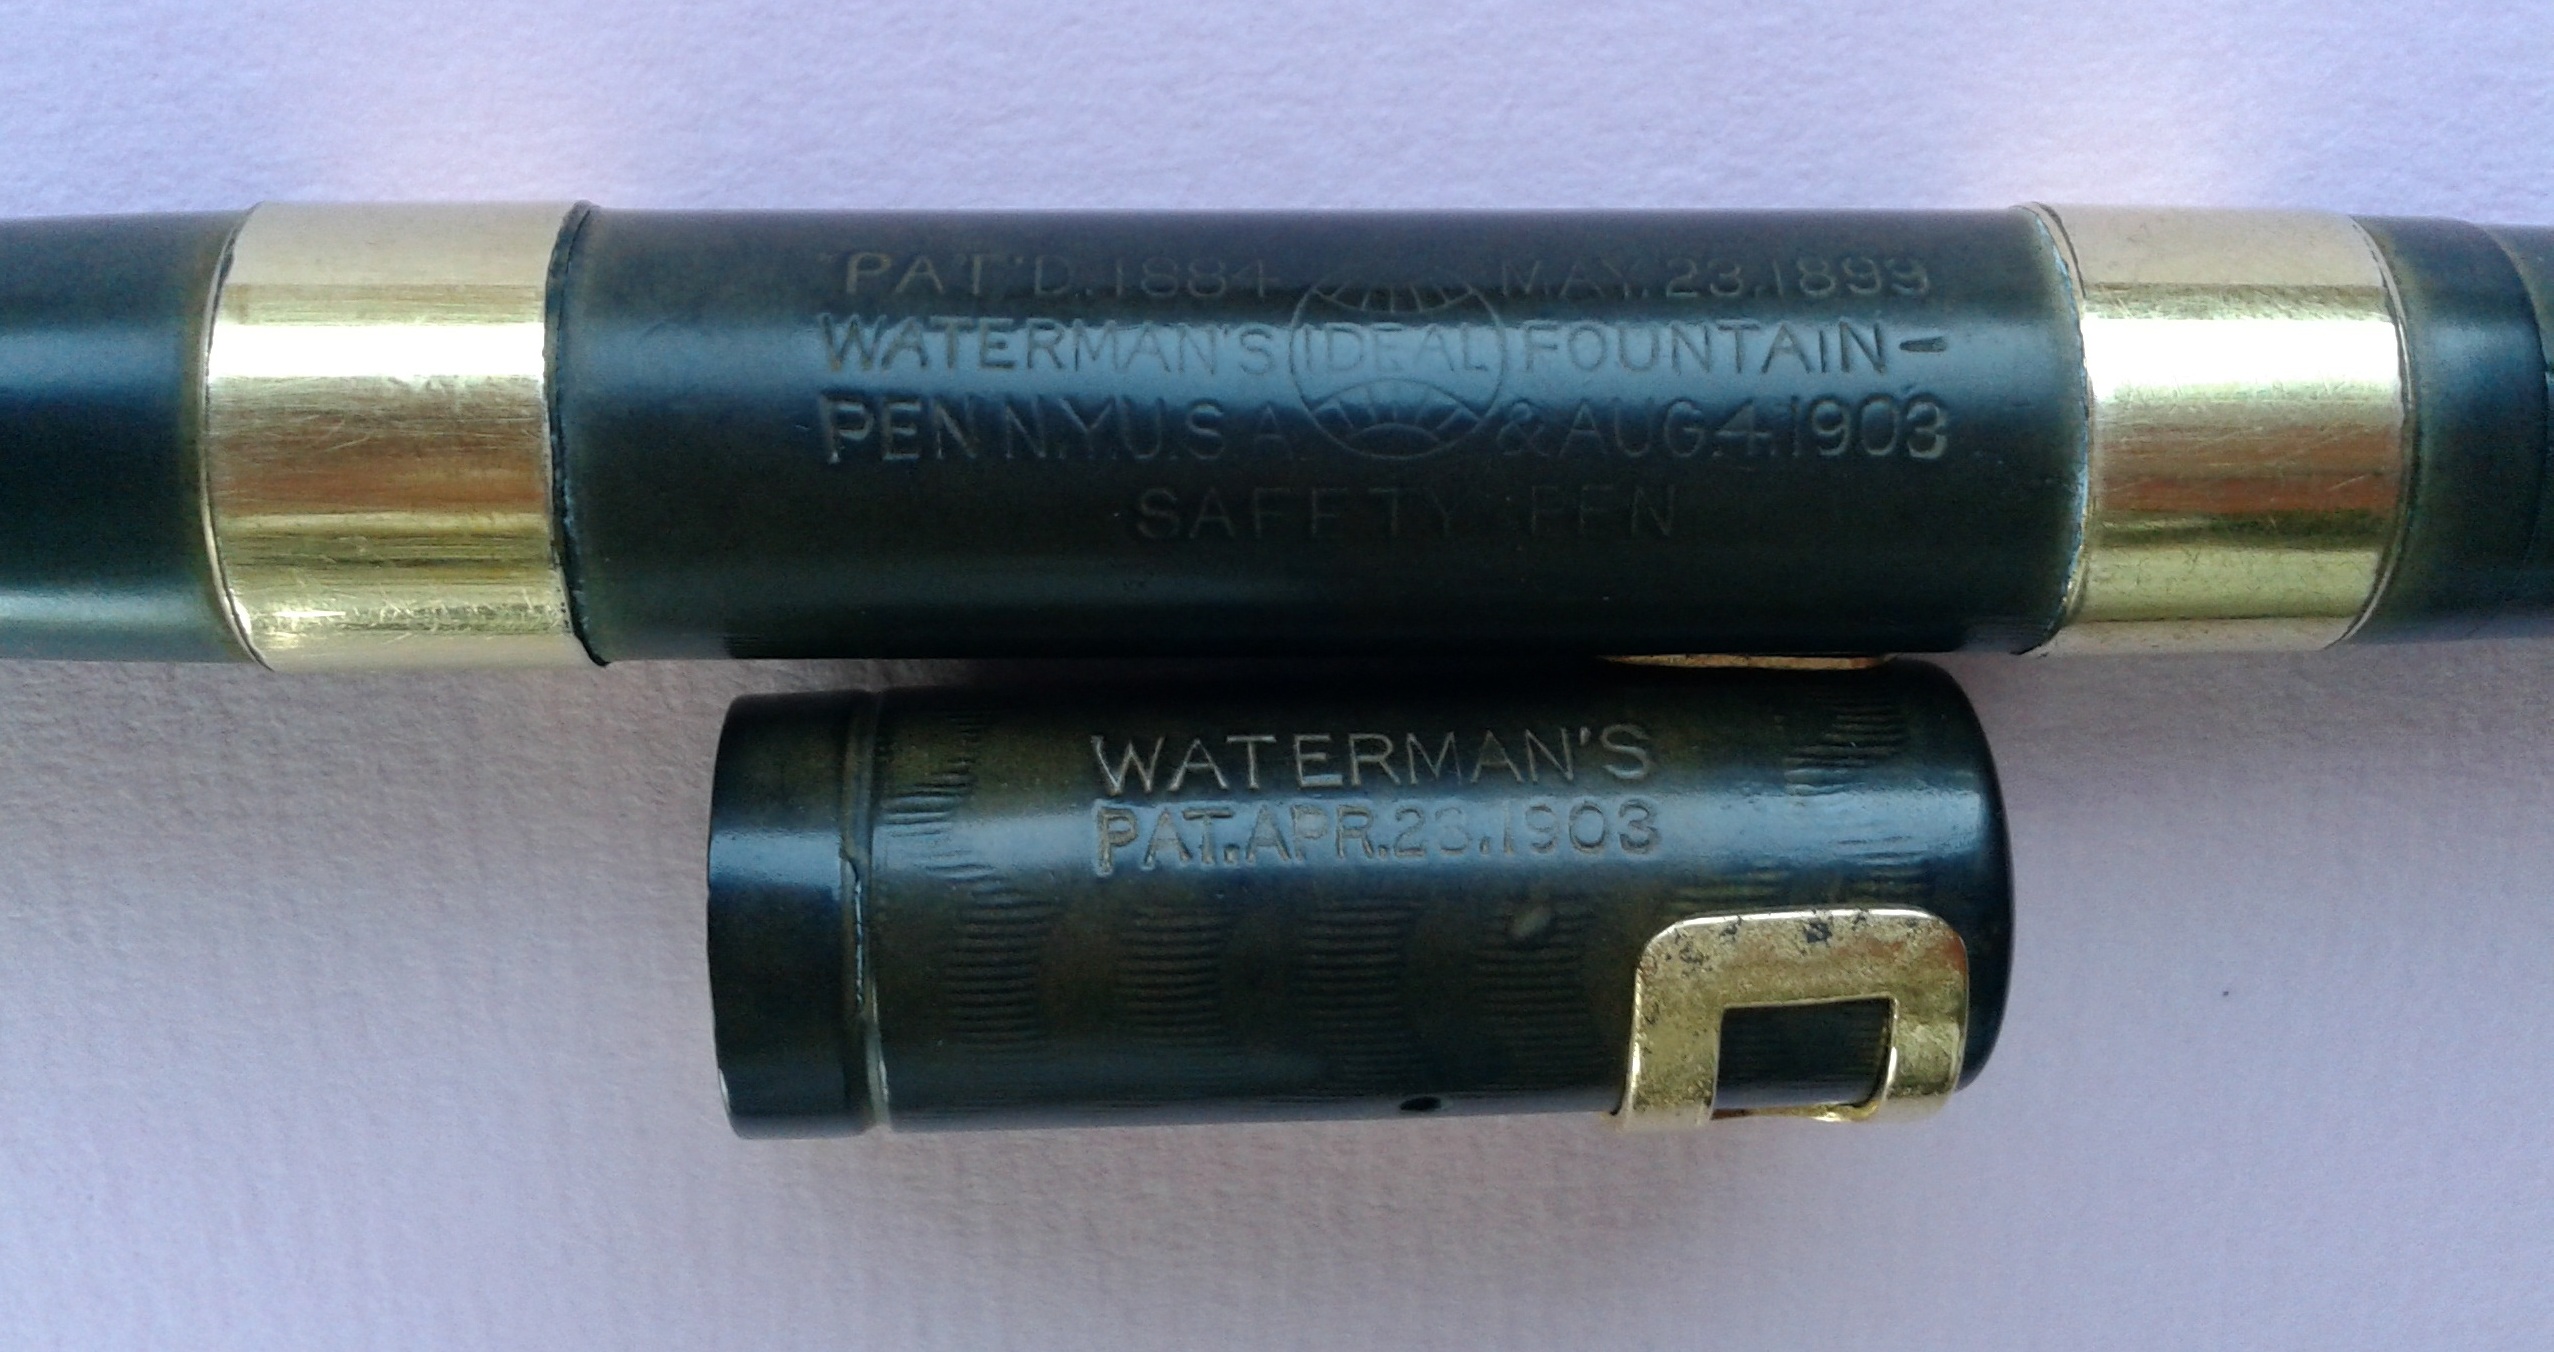 PAT'D.1884 MAY.23.1899
WATERMAN'S IDEAL FOUNTAIN-
PEN N.Y.U.S.A. & AUG.4.1903
SAFETY PEN
WATERMAN'S
PAT.APR.23.1903